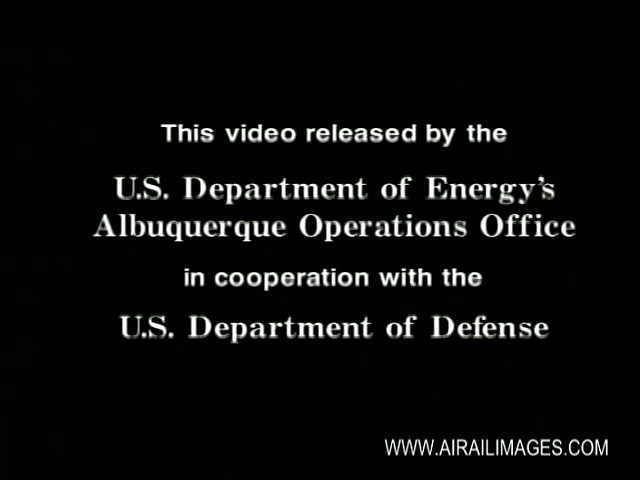 This video released by the
U.S. Department of Energy's
Albuquerque Operations Office
in cooperation with the
U.S. Department of Defense
WWW.AIRAILIMAGES.COM